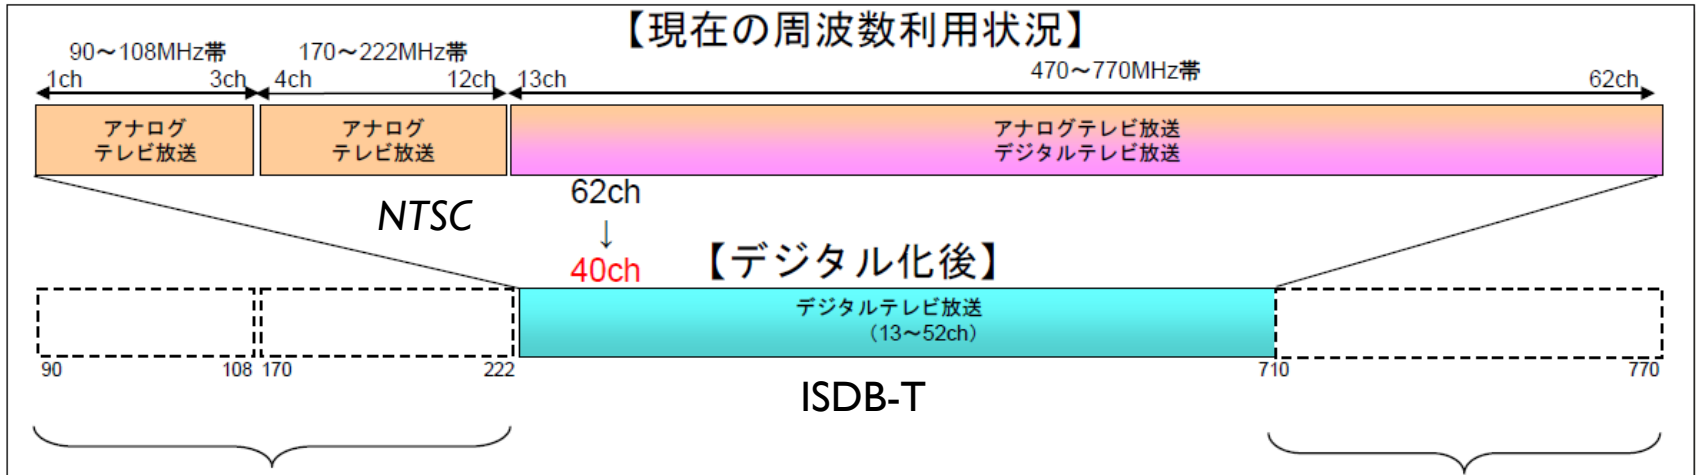 【現在の周波数利用状況】
90～108MHz帯
170～222MHz帯
470～770MHz帯
1ch
3ch
4ch
12ch
13ch
62ch
アナログ
テレビ放送
アナログ
テレビ放送
アナログテレビ放送
デジタルテレビ放送
NTSC
62ch
↓
40ch
【デジタル化後】
デジタルテレビ放送
（13～52ch）
90
108
170
222
710
770
ISDB-T